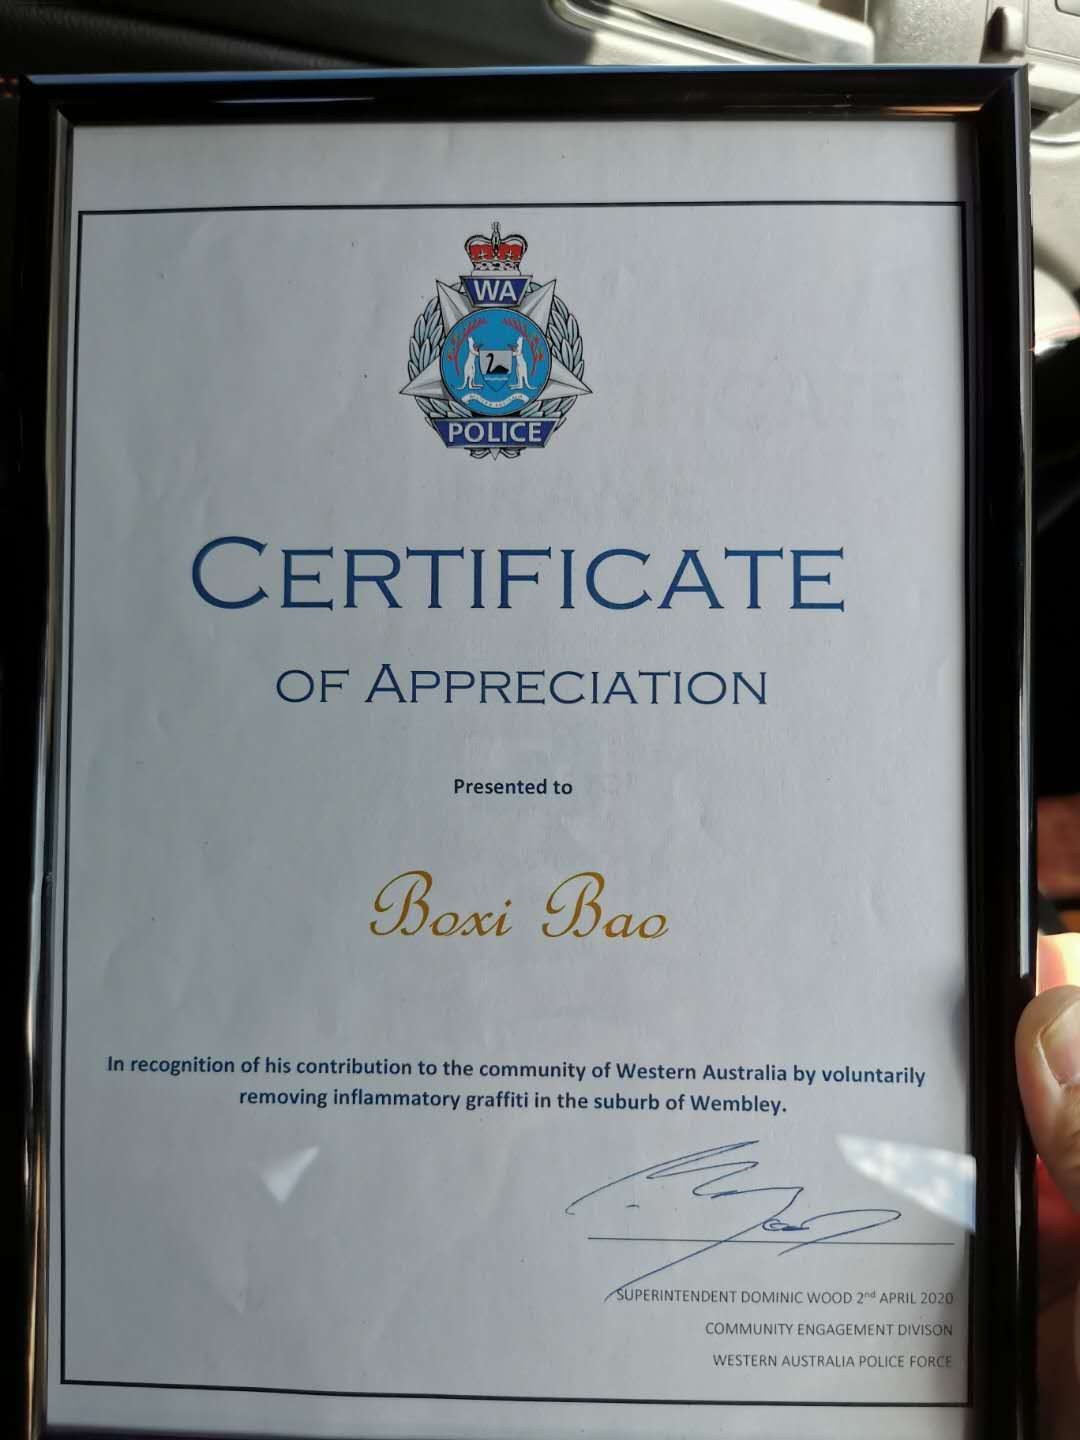 WA
POLICE
CERTIFICATE
OF APPRECIATION
Presented to
Boxi Bao
In recognition of his contribution to the community of Western Australia by voluntarily
removing inflammatory graffiti in the suburb of Wembley.
SUPERINTENDENT DOMINIC WOOD 2nd APRIL 2020
COMMUNITY ENGAGEMENT DIVISON
WESTERN AUSTRALIA POLICE FORCE